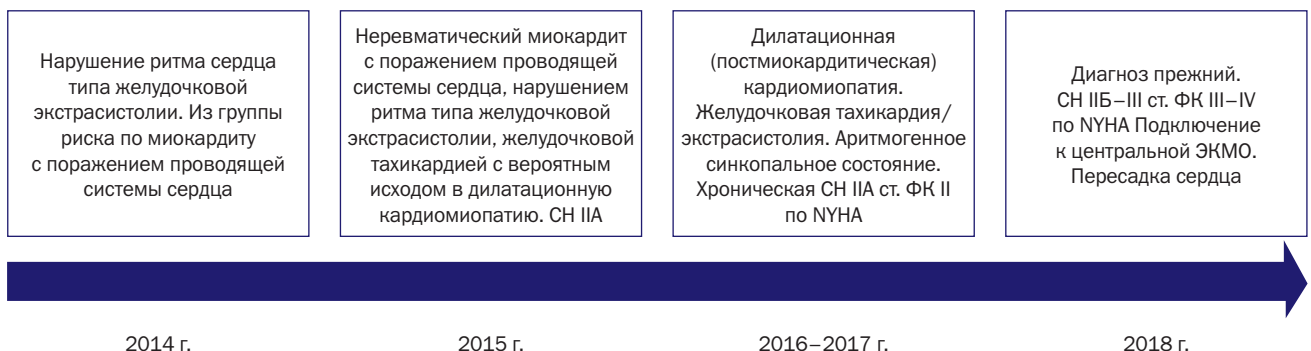 Нарушение ритма сердца
типа желудочковой
экстрасистолии. Из группы
риска по миокардиту
с поражением проводящей
системы сердца
Неревматический миокардит
с поражением проводящей
системы сердца, нарушением
ритма типа желудочковой
экстрасистолии, желудочковой
тахикардией с вероятным
исходом в дилатационную
кардиомиопатию. СН IIА
Дилатационная
(постмиокардитическая)
кардиомиопатия.
Желудочковая тахикардия/
экстрасистолия. Аритмогенное
синкопальное состояние.
Хроническая СН IIА ст. ФК II
по NYHA
Диагноз прежний.
СН IIБ–III ст. ФК III–IV
по NYHA Подключение
к центральной ЭКМО.
Пересадка сердца
2014 г.
2015 г.
2016–2017 г.
2018 г.